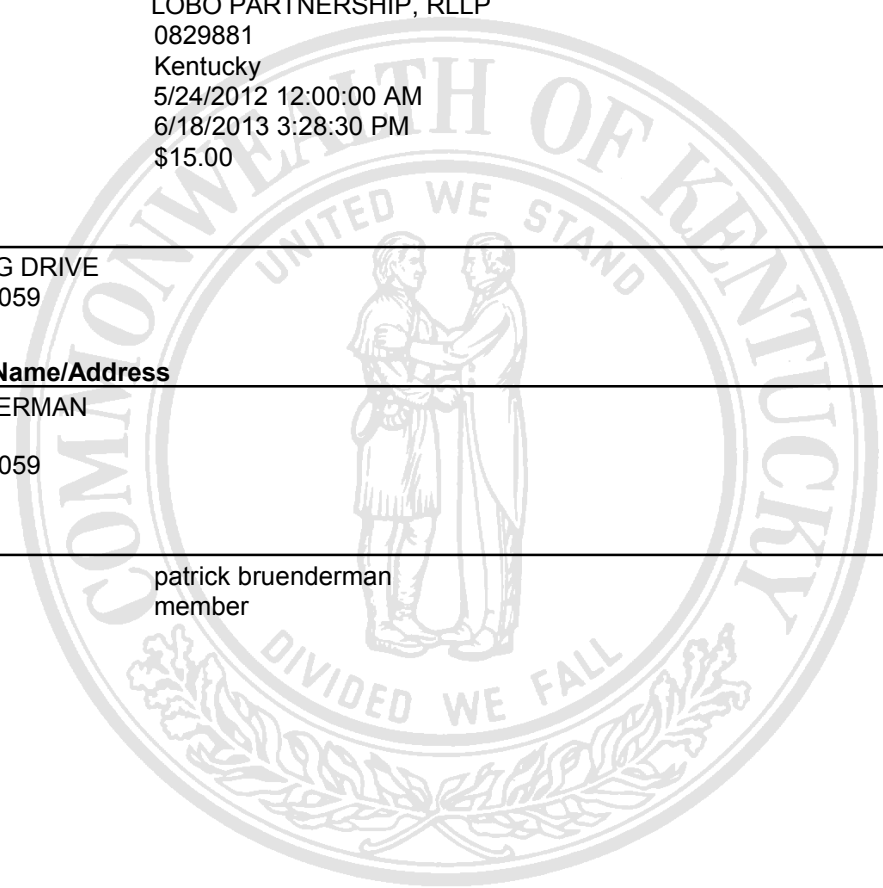 LOBO PARTNERSHIP, RLLP
0829881
Kentucky
5/24/2012 12:00:00 AM
6/18/2013 3:28:30 PM
$15.00
G DRIVE
059
Name/Address
ERMAN
059
patrick bruenderman
member
COMMONWEALTH OF KENTUCKY
UNITED WE STAND
DIVIDED WE FALL